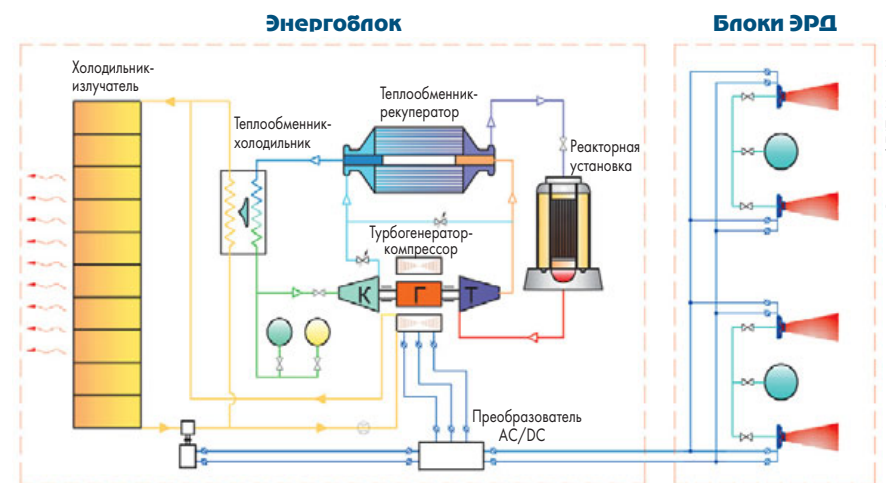 Энергоблок
Блоки ЭРД
Холодильник-
излучатель
Теплообменник-
рекуператор
Теплообменник-
холодильник
Реакторная
установка
Турбогенератор-
компрессор
К
Г
Т
Преобразователь
AC/DC